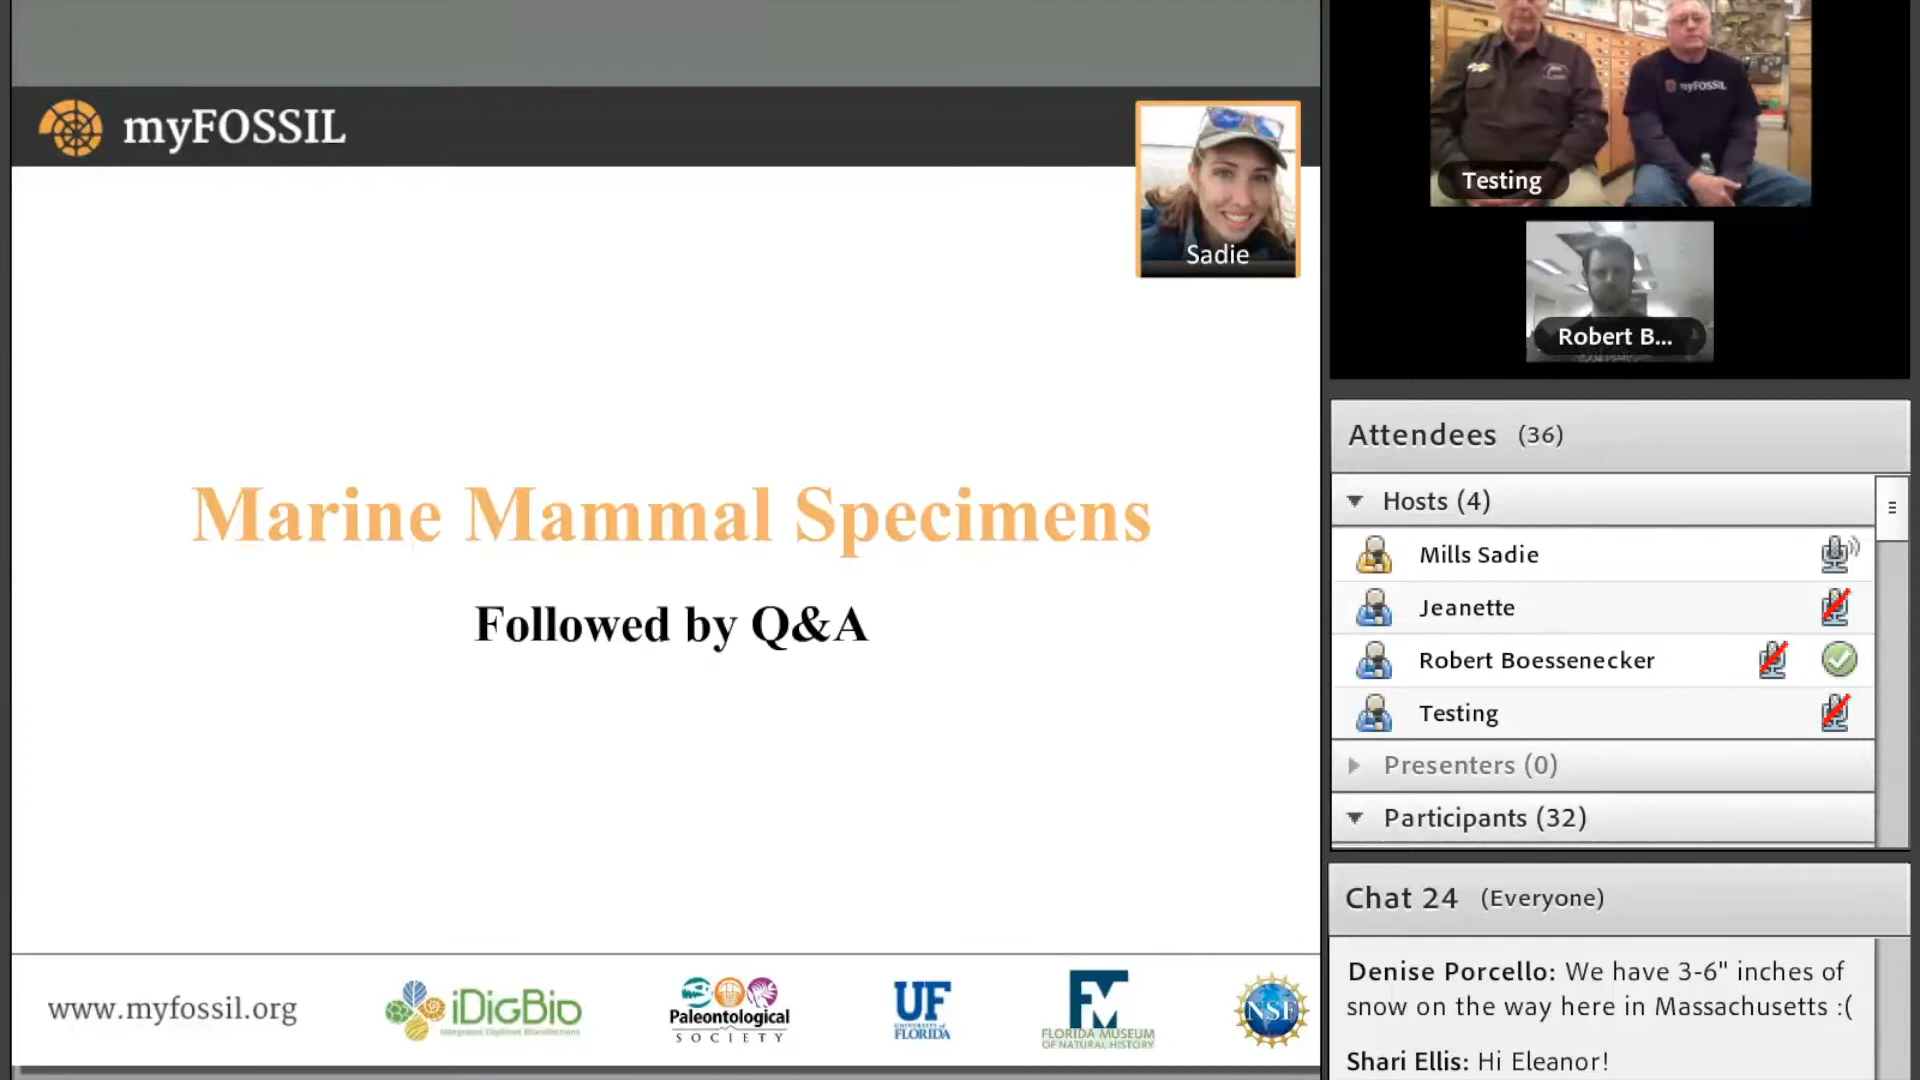 myFOSSIL
Sadie
Marine Mammal Specimens
Followed by Q&A
www.myfossil.org
iDigBio
Integrated Digitized Biocollections
Paleontological
SOCIETY
UF
UNIVERSITY of
FLORIDA
FM
FLORIDA MUSEUM
OF NATURAL HISTORY
NSF
myFOSSIL
Testing
Robert B...
Attendees (36)
Hosts (4)
Mills Sadie
Jeanette
Robert Boessenecker
Testing
Presenters (0)
Participants (32)
Chat 24 (Everyone)
Denise Porcello: We have 3-6" inches of
snow on the way here in Massachusetts :(
Shari Ellis: Hi Eleanor!